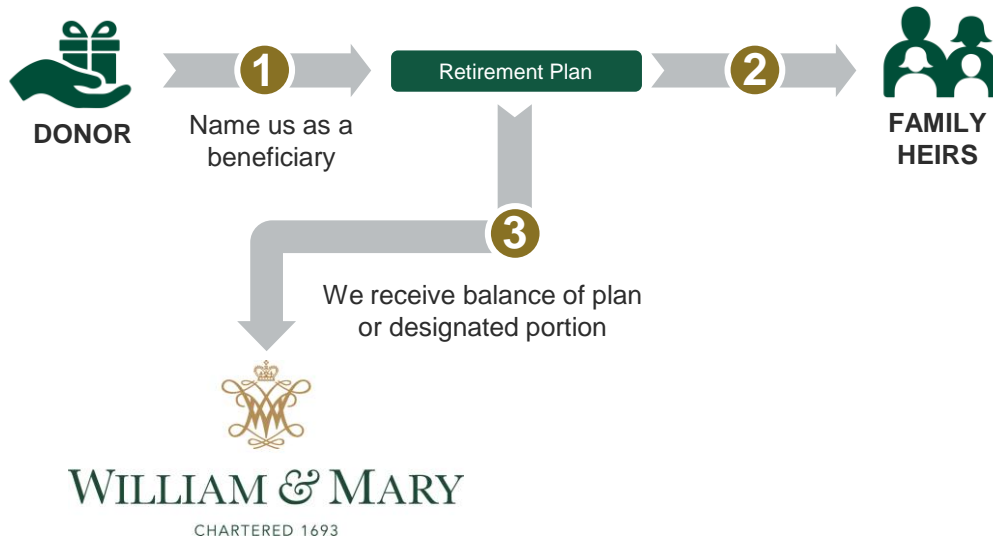 1
Retirement Plan
2
DONOR
Name us as a
beneficiary
FAMILY
HEIRS
3
We receive balance of plan
or designated portion
WILLIAM & MARY
CHARTERED 1693